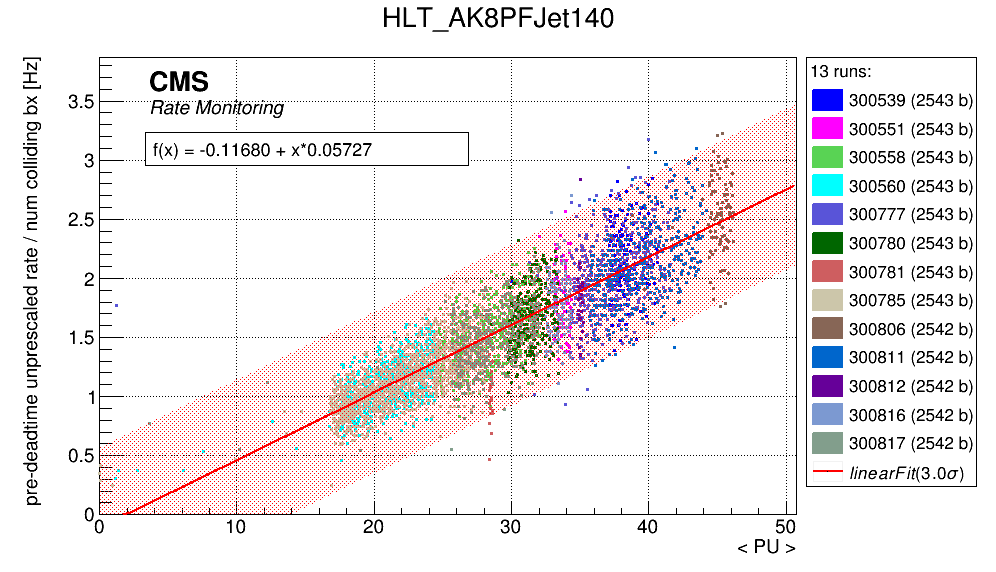 HLT_AK8PFJet140
pre-deadtime unprescaled rate / num colliding bx [Hz]
CMS
Rate Monitoring
f(x) = -0.11680 + x*0.05727
3.5
3
2.5
2
1.5
1
0.5
0
0 10 20 30 40 50
< PU >
13 runs:
300539 (2543 b)
300551 (2543 b)
300558 (2543 b)
300560 (2543 b)
300777 (2543 b)
300780 (2543 b)
300781 (2543 b)
300785 (2543 b)
300806 (2542 b)
300811 (2542 b)
300812 (2542 b)
300816 (2542 b)
300817 (2542 b)
linearFit(3.0σ)